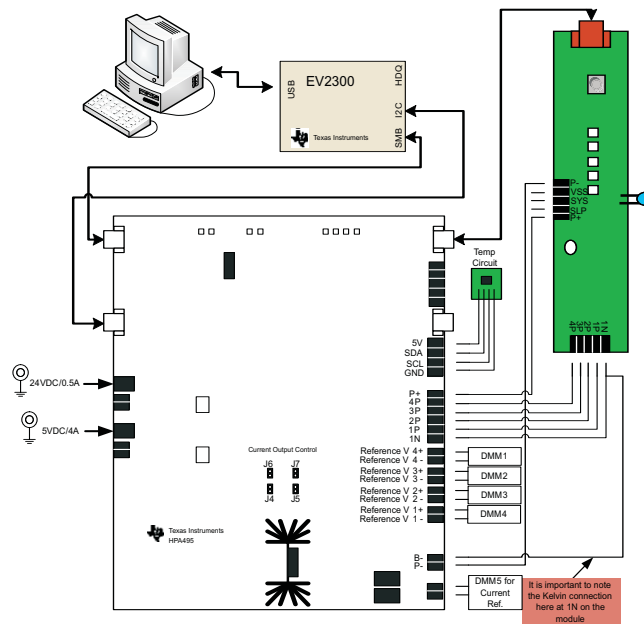 EV2300
USB
HDQ
I2C
SMB
Texas Instruments
P-
VSS
SYS
SLP
P+
4P
3P
2P
1P
1N
Temp
Circuit
5V
SDA
SCL
GND
24VDC/0.5A
5VDC/4A
P+
4P
3P
2P
1P
1N
Current Output Control
J6
J7
J4
J5
Reference V 4+
Reference V 4 -
Reference V 3+
Reference V 3 -
Reference V 2+
Reference V 2 -
Reference V 1+
Reference V 1 -
DMM1
DMM2
DMM3
DMM4
Texas Instruments
HPA495
B-
P-
DMM5 for
Current
Ref.
It is important to note
the Kelvin connection
here at 1N on the
module